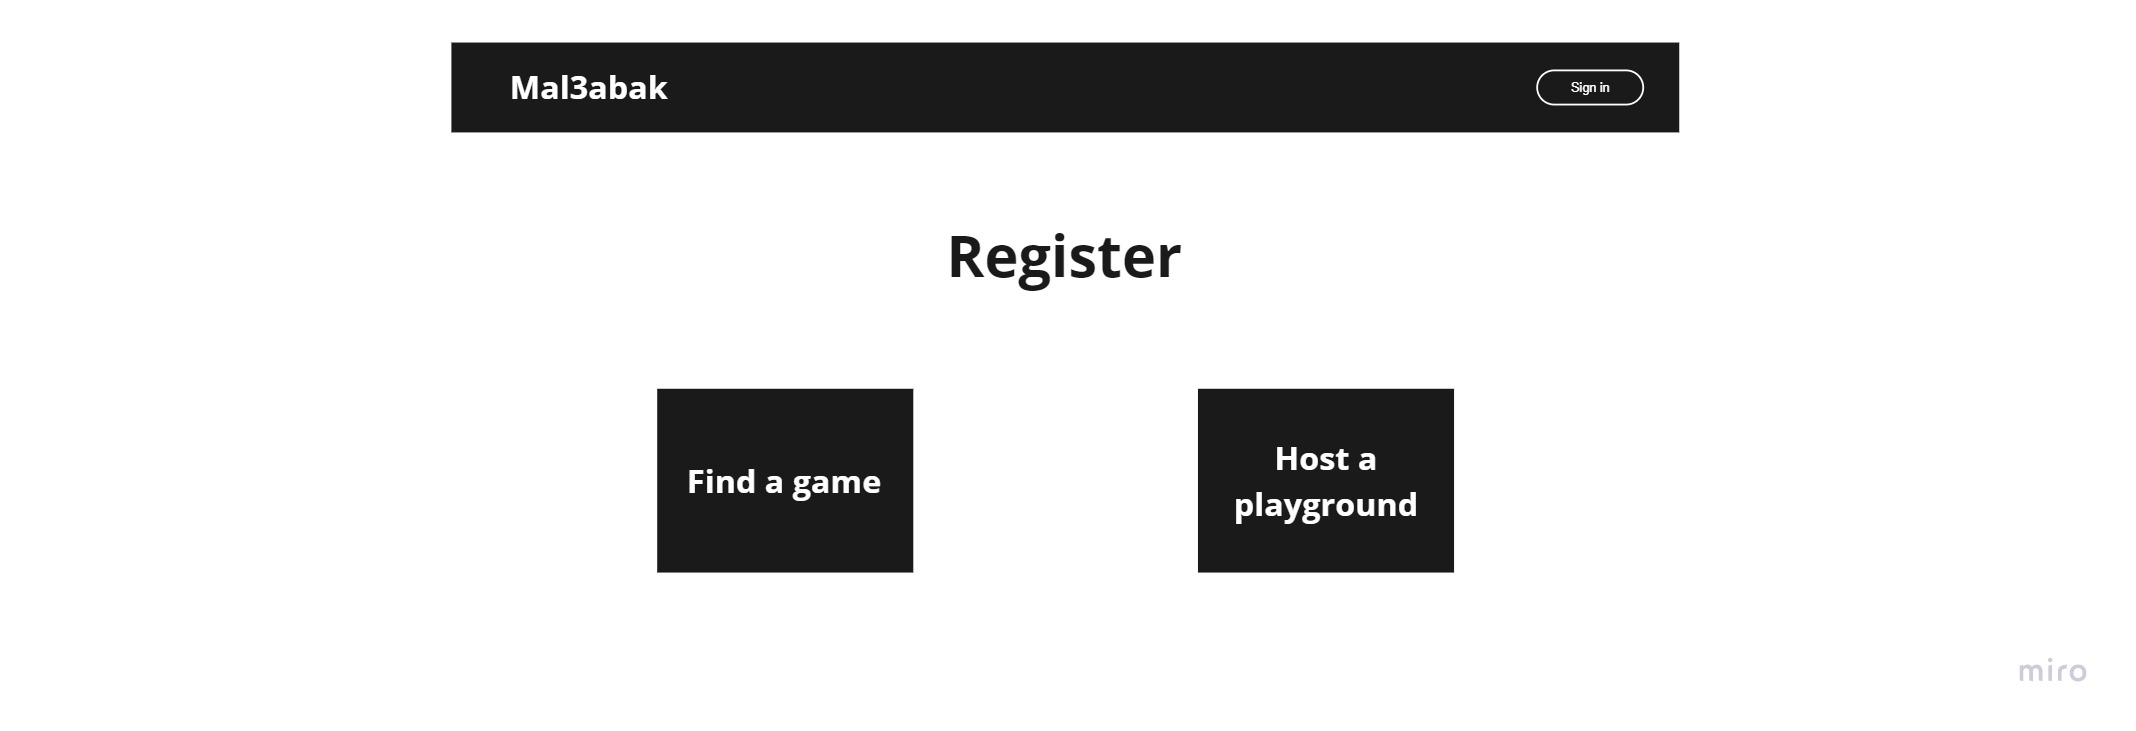 Mal3abak
Sign in
Register
Find a game
Host a
playground
miro